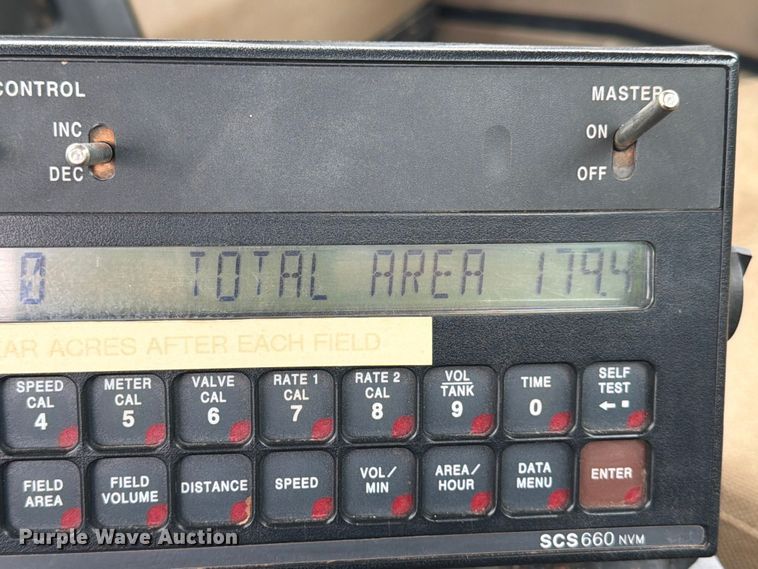 CONTROL
MASTER
INC
DEC
ON
OFF
0 TOTAL AREA 179.4
ACRES AFTER EACH FIELD
SPEED CAL 4
METER CAL 5
VALVE CAL 6
RATE 1 CAL 7
RATE 2 CAL 8
VOL TANK 9
TIME 0
SELF TEST ←
FIELD AREA
FIELD VOLUME
DISTANCE
SPEED
VOL/ MIN
AREA/ HOUR
DATA MENU
ENTER
SCS 660 NVM
Purple Wave Auction